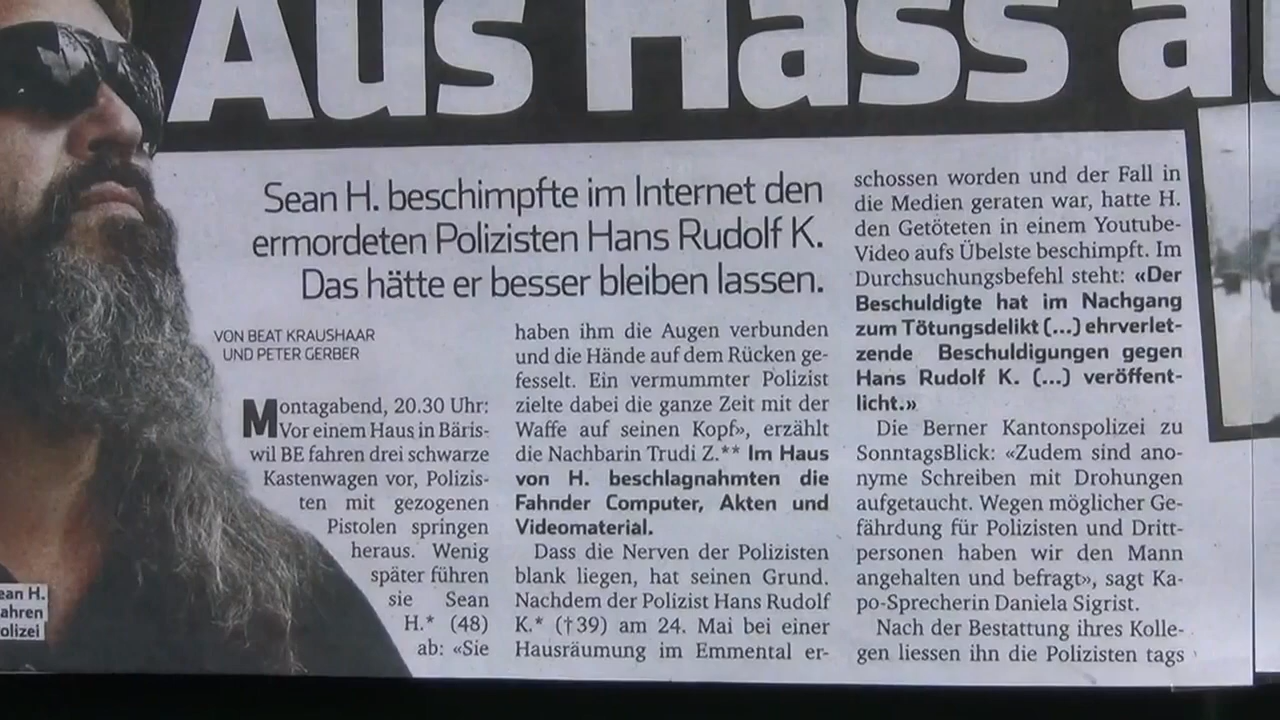 Aus Hass a
Sean H. beschimpfte im Internet den
ermordeten Polizisten Hans Rudolf K.
Das hätte er besser bleiben lassen.
VON BEAT KRAUSHAAR
UND PETER GERBER
Montagabend, 20.30 Uhr:
Vor einem Haus in Bäris-
wil BE fahren drei schwarze
Kastenwagen vor, Polizis-
ten mit gezogenen
Pistolen springen
heraus. Wenig
später führen
sie Sean
H.* (48)
ab: «Sie
haben ihm die Augen verbunden
und die Hände auf dem Rücken ge-
fesselt. Ein vermummter Polizist
zielte dabei die ganze Zeit mit der
Waffe auf seinen Kopf», erzählt
die Nachbarin Trudi Z.** Im Haus
von H. beschlagnahmten die
Fahnder Computer, Akten und
Videomaterial.
Dass die Nerven der Polizisten
blank liegen, hat seinen Grund.
Nachdem der Polizist Hans Rudolf
K.* (†39) am 24. Mai bei einer
Hausräumung im Emmental er-
schossen worden und der Fall in
die Medien geraten war, hatte H.
den Getöteten in einem Youtube-
Video aufs Übelste beschimpft. Im
Durchsuchungsbefehl steht: «Der
Beschuldigte hat im Nachgang
zum Tötungsdelikt (...) ehrverlet-
zende Beschuldigungen gegen
Hans Rudolf K. (...) veröffent-
licht.»
Die Berner Kantonspolizei zu
SonntagsBlick: «Zudem sind ano-
nyme Schreiben mit Drohungen
aufgetaucht. Wegen möglicher Ge-
fährdung für Polizisten und Dritt-
personen haben wir den Mann
angehalten und befragt», sagt Ka-
po-Sprecherin Daniela Sigrist.
Nach der Bestattung ihres Kolle-
gen liessen ihn die Polizisten tags
ean H.
ahren
olizei